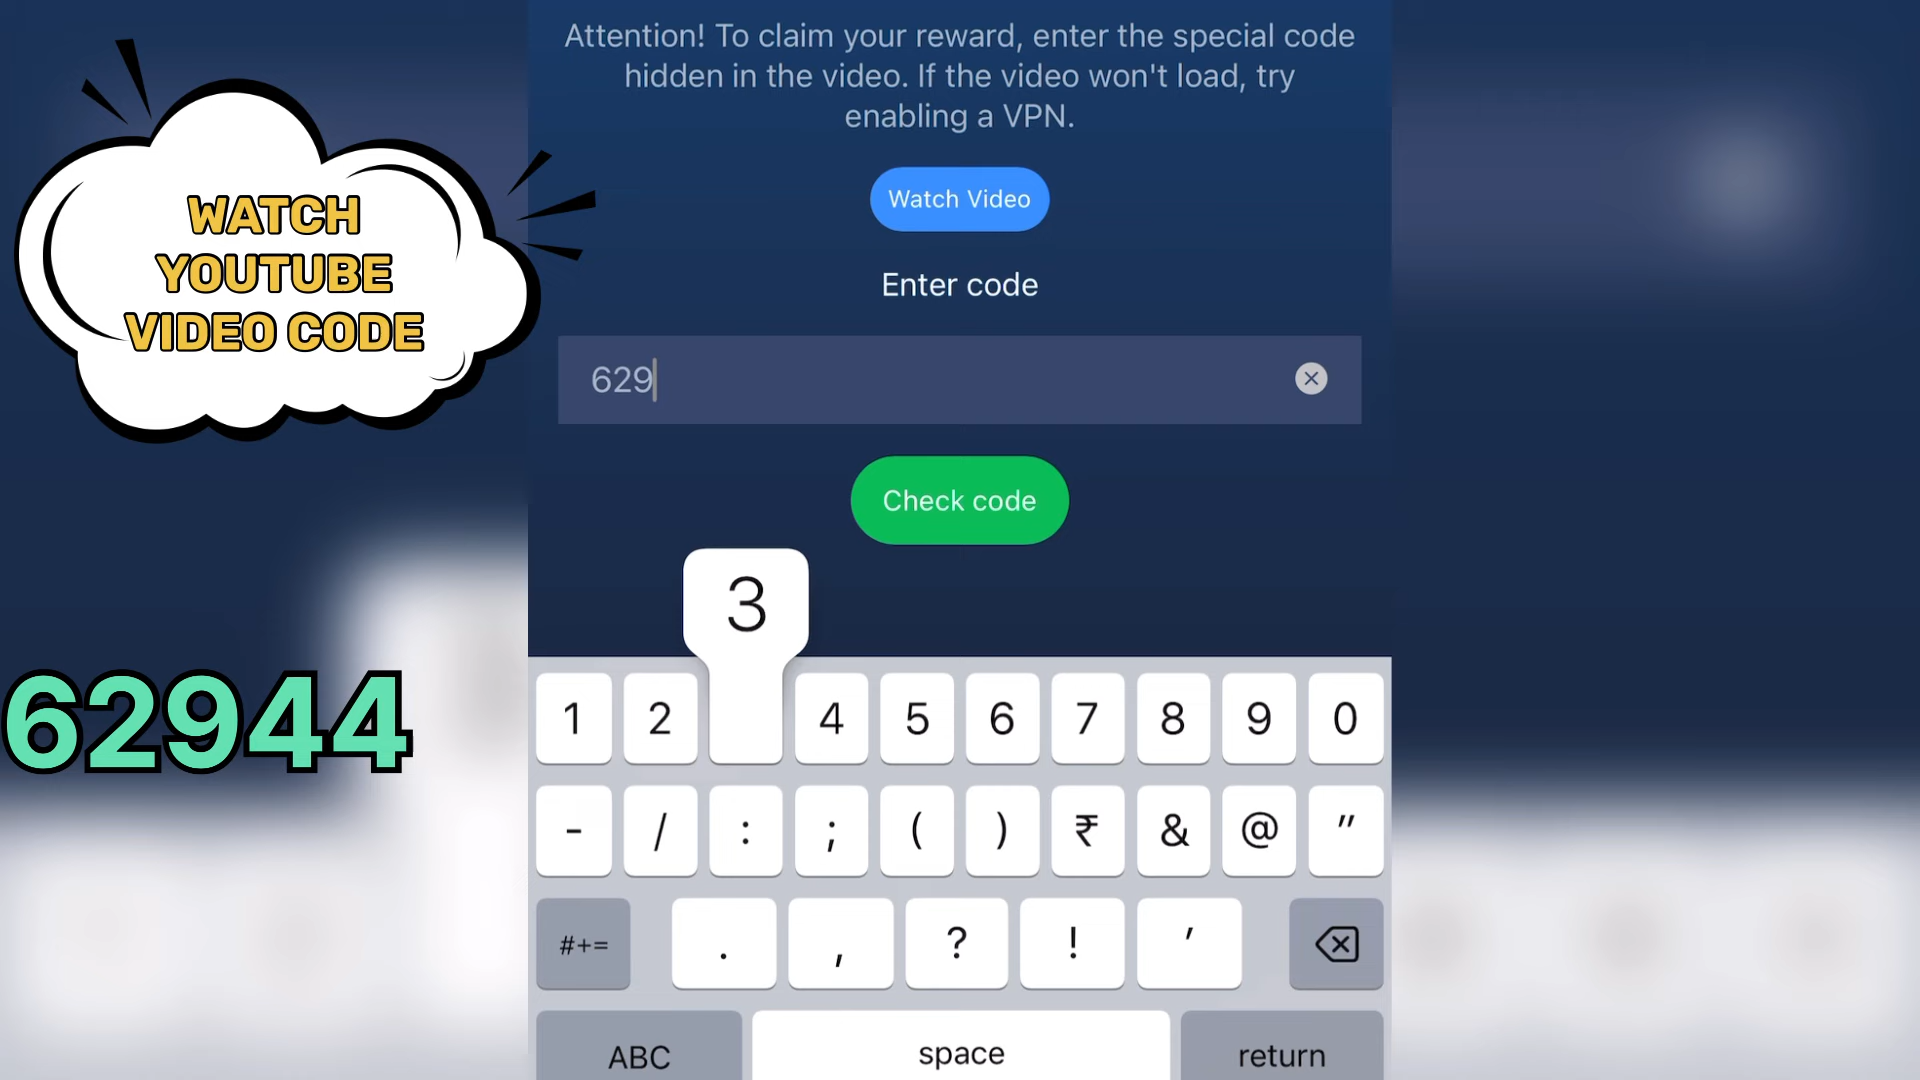 Attention! To claim your reward, enter the special code
hidden in the video. If the video won't load, try
enabling a VPN.
Watch Video
Enter code
629
Check code
WATCH
YOUTUBE
VIDEO CODE
62944
3
1 2 4 5 6 7 8 9 0
- / : ; ( ) ₹ & @ "
#+= . , ? ! '
ABC space return